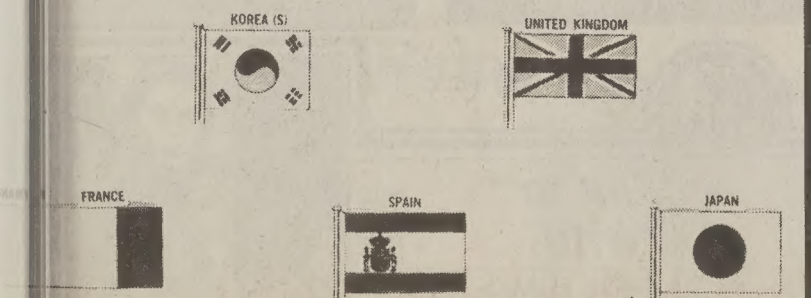 KOREA (S)
UNITED KINGDOM
FRANCE
SPAIN
JAPAN